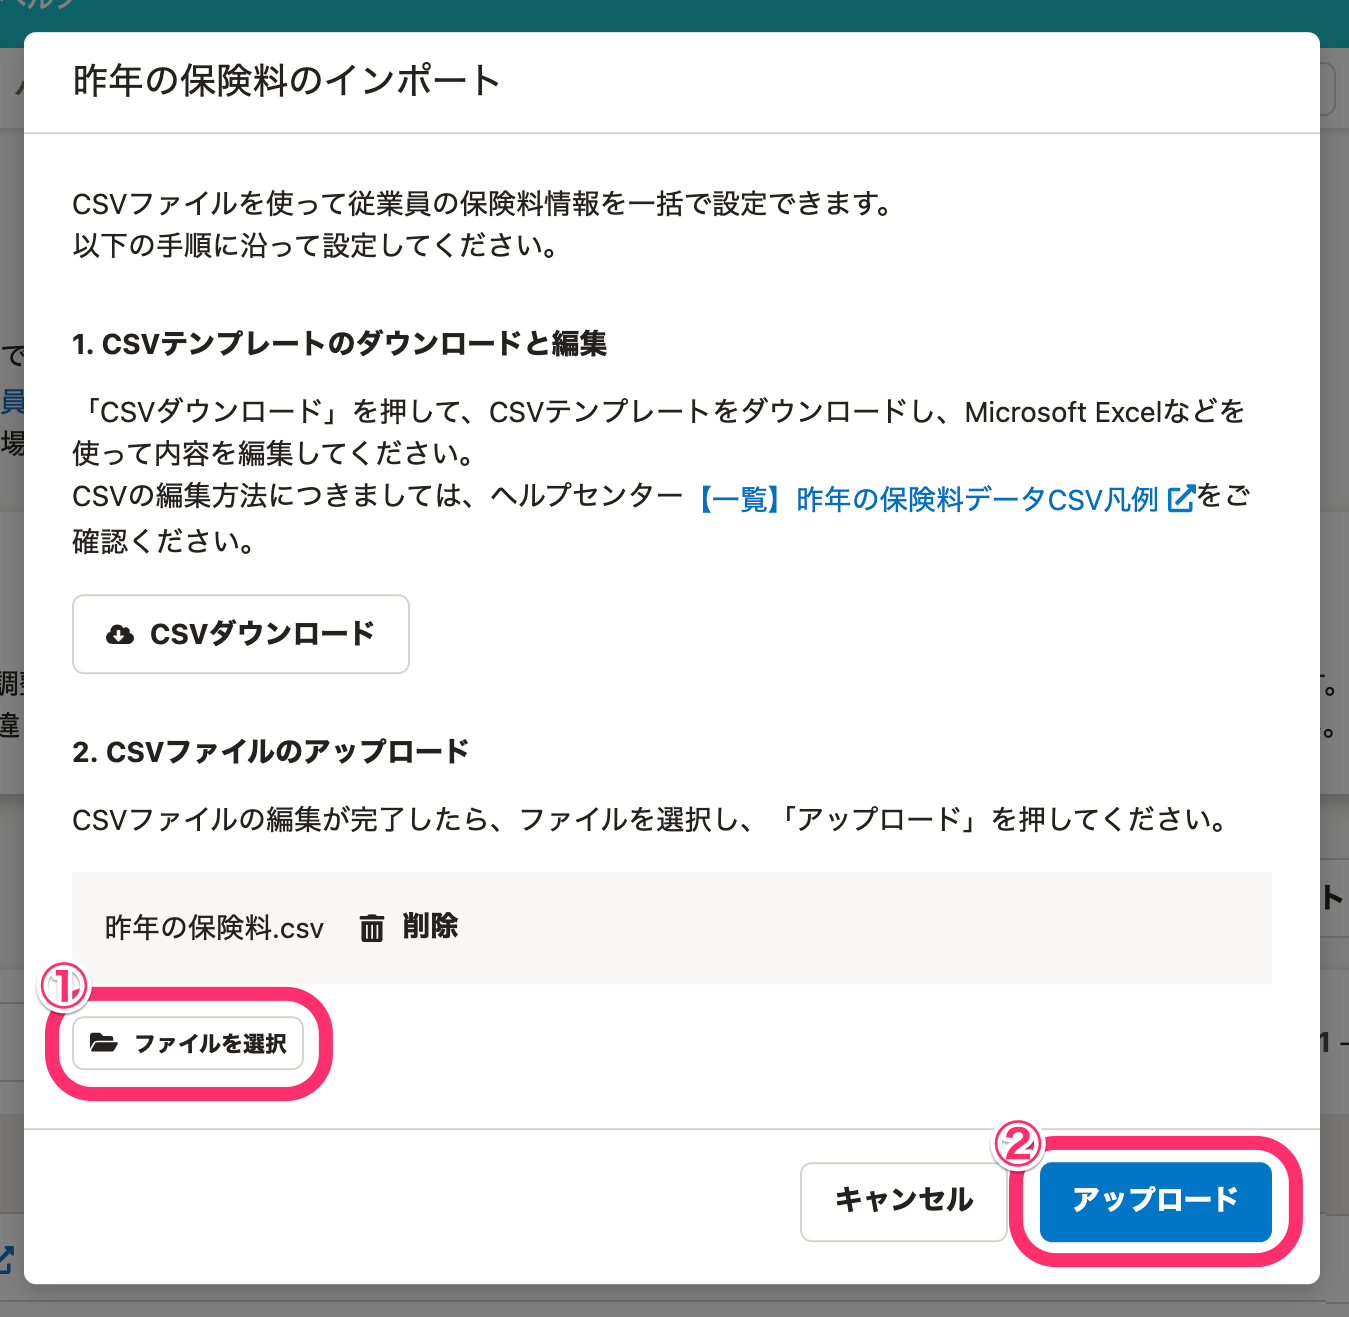 ヘルプ
昨年の保険料のインポート
CSVファイルを使って従業員の保険料情報を一括で設定できます。
以下の手順に沿って設定してください。
1. CSVテンプレートのダウンロードと編集
「CSVダウンロード」を押して、CSVテンプレートをダウンロードし、Microsoft Excelなどを
使って内容を編集してください。
CSVの編集方法につきましては、ヘルプセンター【一覧】昨年の保険料データCSV凡例をご
確認ください。
CSVダウンロード
2. CSVファイルのアップロード
CSVファイルの編集が完了したら、ファイルを選択し、「アップロード」を押してください。
昨年の保険料.csv 削除
①
ファイルを選択
②
キャンセル アップロード
で
員
場
調整
違
す。
。
ト
1 -